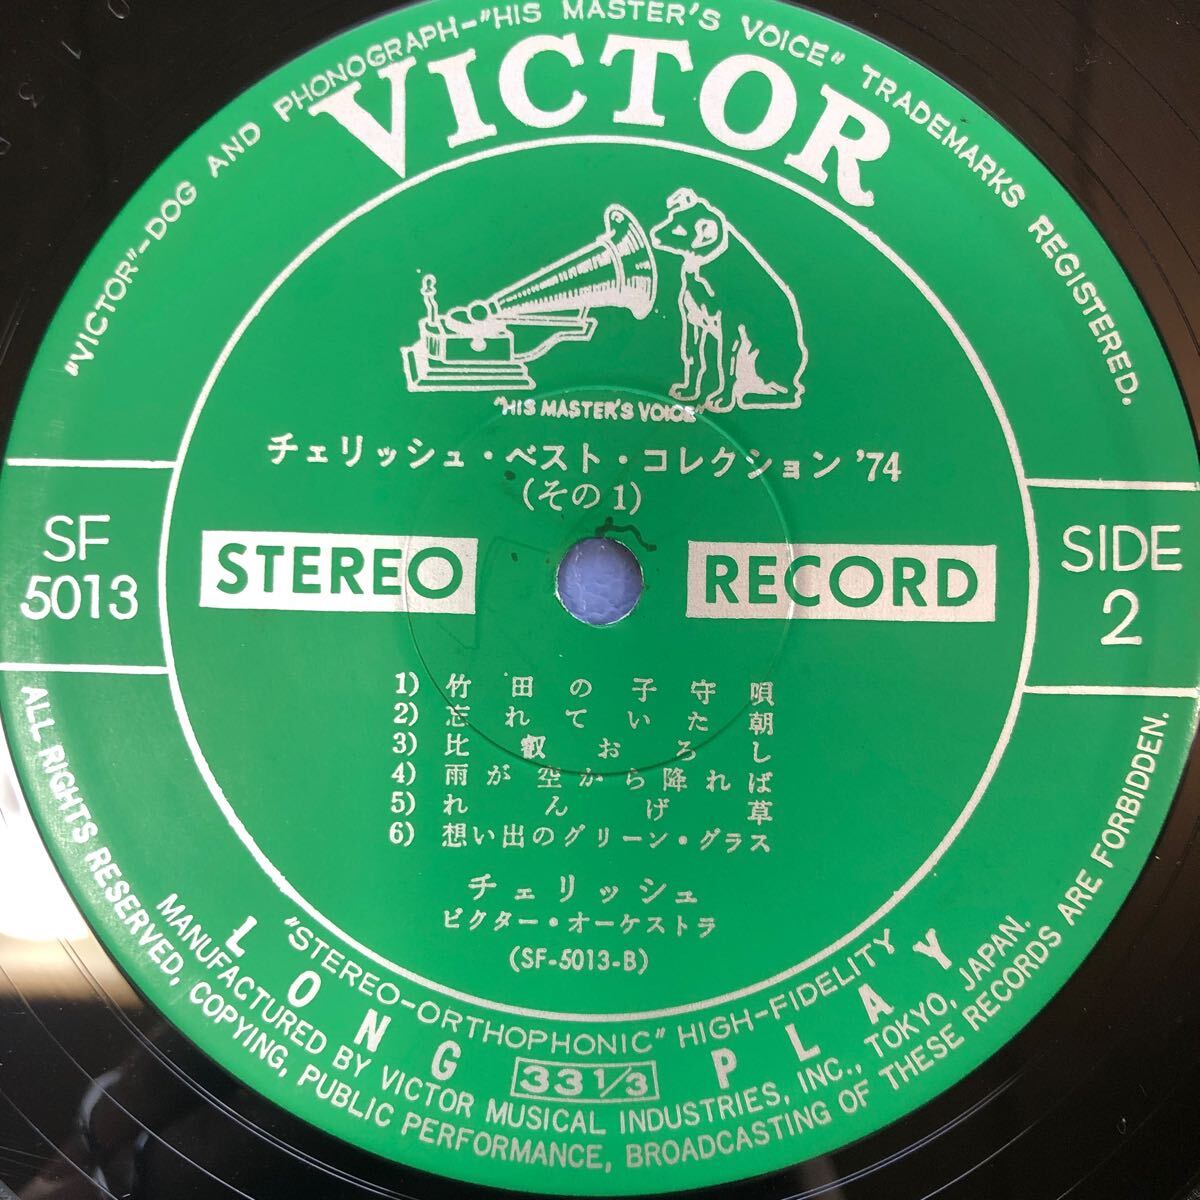 "VICTOR"-DOG AND PHONOGRAPH-"HIS MASTER'S VOICE" TRADEMARKS REGISTERED.
VICTOR
"HIS MASTER'S VOICE"
チェリッシュ・ベスト・コレクション '74
(その1)
SF
5013
STEREO
RECORD
SIDE
2
1) 竹田の子守唄
2) 忘れていた朝
3) 比叡おろし
4) 雨が空から降れば
5) れんげ草
6) 想い出のグリーン・グラス
チェリッシュ
ビクター・オーケストラ
(SF-5013-B)
"STEREO-ORTHOPHONIC" HIGH-FIDELITY
LONG PLAY
33 1/3
MANUFACTURED BY VICTOR MUSICAL INDUSTRIES, INC., TOKYO, JAPAN.
ALL RIGHTS RESERVED, COPYING, PUBLIC PERFORMANCE, BROADCASTING OF THESE RECORDS ARE FORBIDDEN.